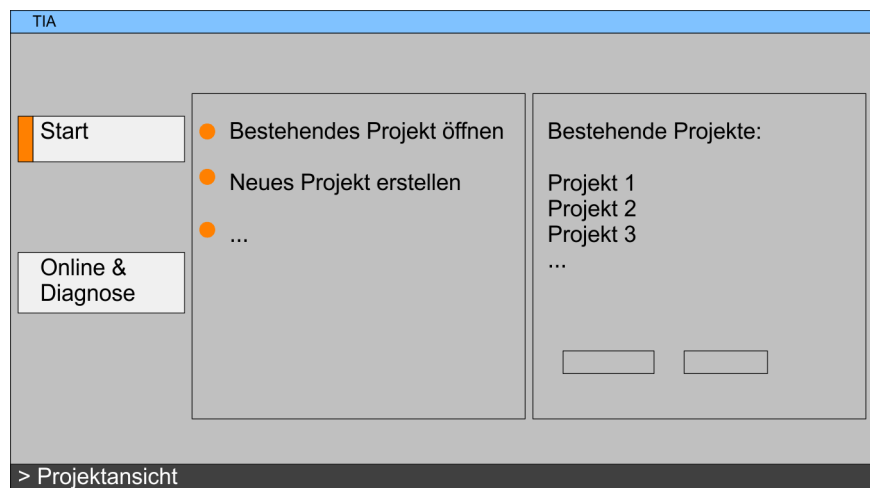 TIA
Start
Online &
Diagnose
Bestehendes Projekt öffnen
Neues Projekt erstellen
...
Bestehende Projekte:
Projekt 1
Projekt 2
Projekt 3
...
> Projektansicht